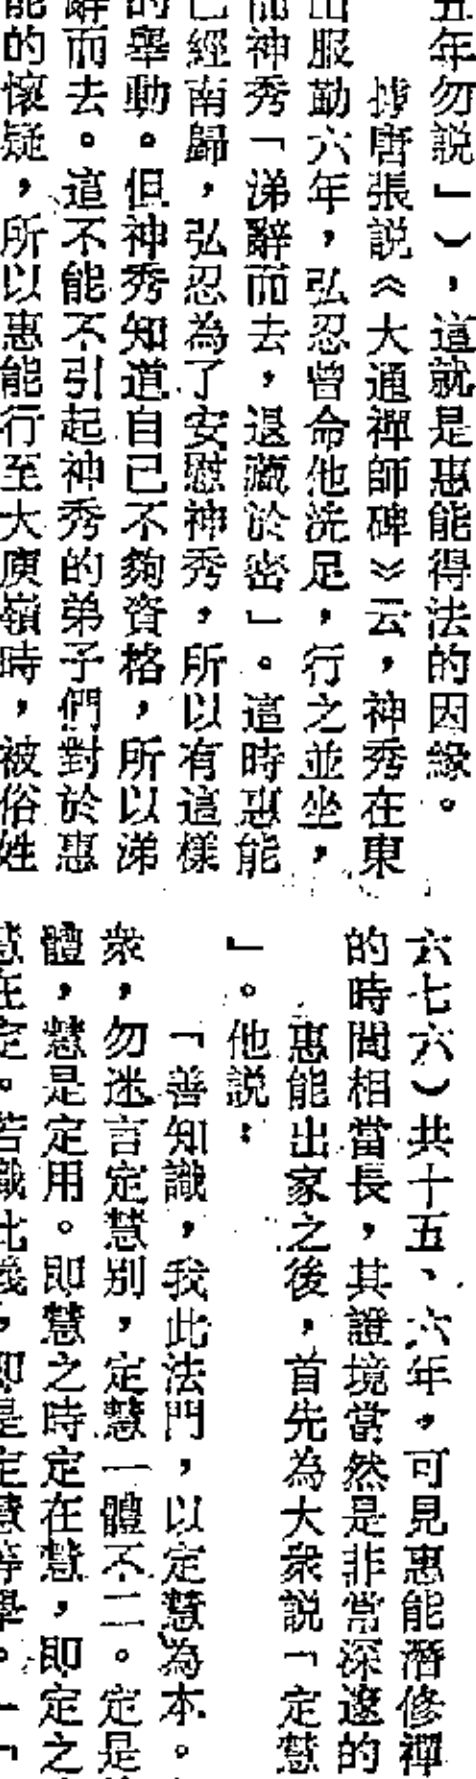 五年勿説」），這就是惠能得法的因緣。
據唐張説《大通禪師碑》云，神秀在東
山服勤六年，弘忍曾命他洗足，行之並坐，
而神秀「涕辭而去，退藏於密」。這時惠能
已經南歸，弘忍為了安慰神秀，所以有這樣
的舉動。但神秀知道自己不夠資格，所以涕
辭而去。這不能不引起神秀的弟子們對於惠
能的懷疑，所以惠能行至大庾嶺時，被俗姓
六七六）共十五、六年，可見惠能潛修禪
的時間相當長，其證境當然是非常深邃的
惠能出家之後，首先為大衆説「定慧
」。他説：
「善知識，我此法門，以定慧為本。
衆，勿迷言定慧別，定慧一體不二。定是
體，慧是定用。即慧之時定在慧，即定之
慧在定。若識此義，即是定慧等學。」